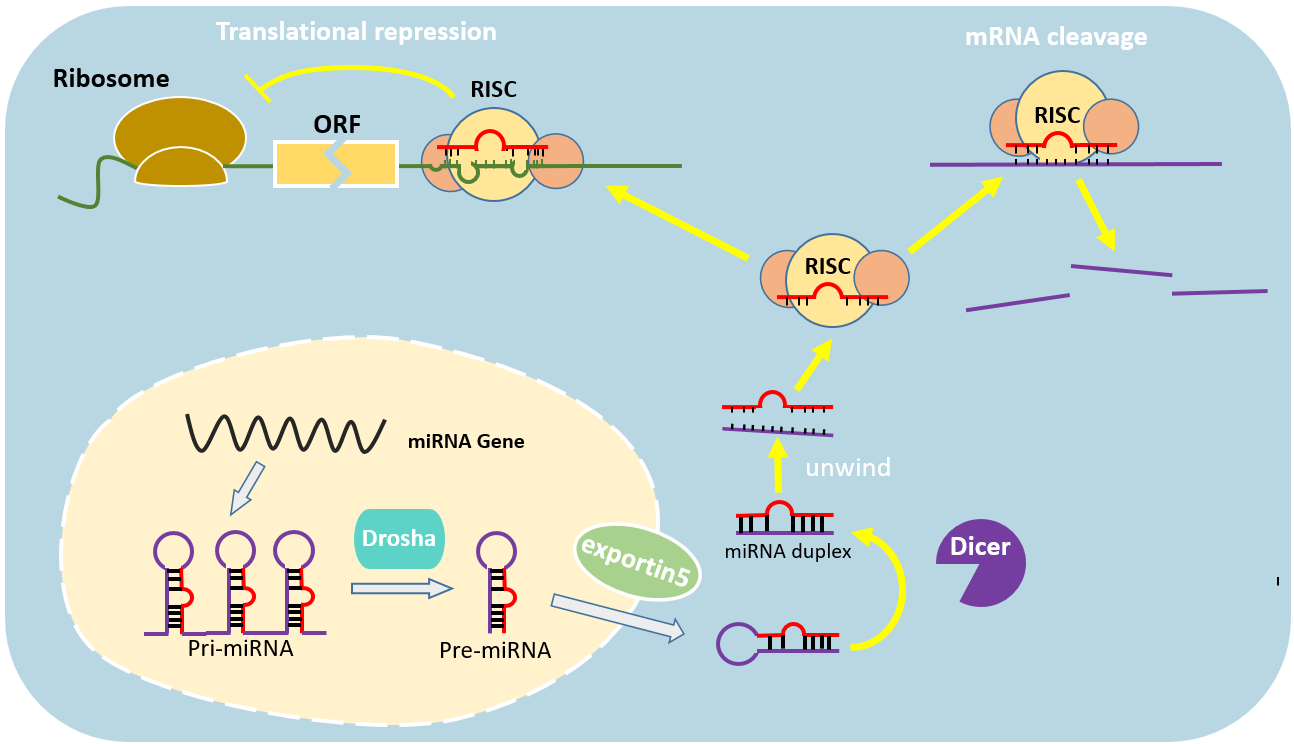 Translational repression
mRNA cleavage
Ribosome
RISC
ORF
RISC
RISC
miRNA Gene
unwind
Drosha
exportin5
miRNA duplex
Dicer
Pri-miRNA
Pre-miRNA